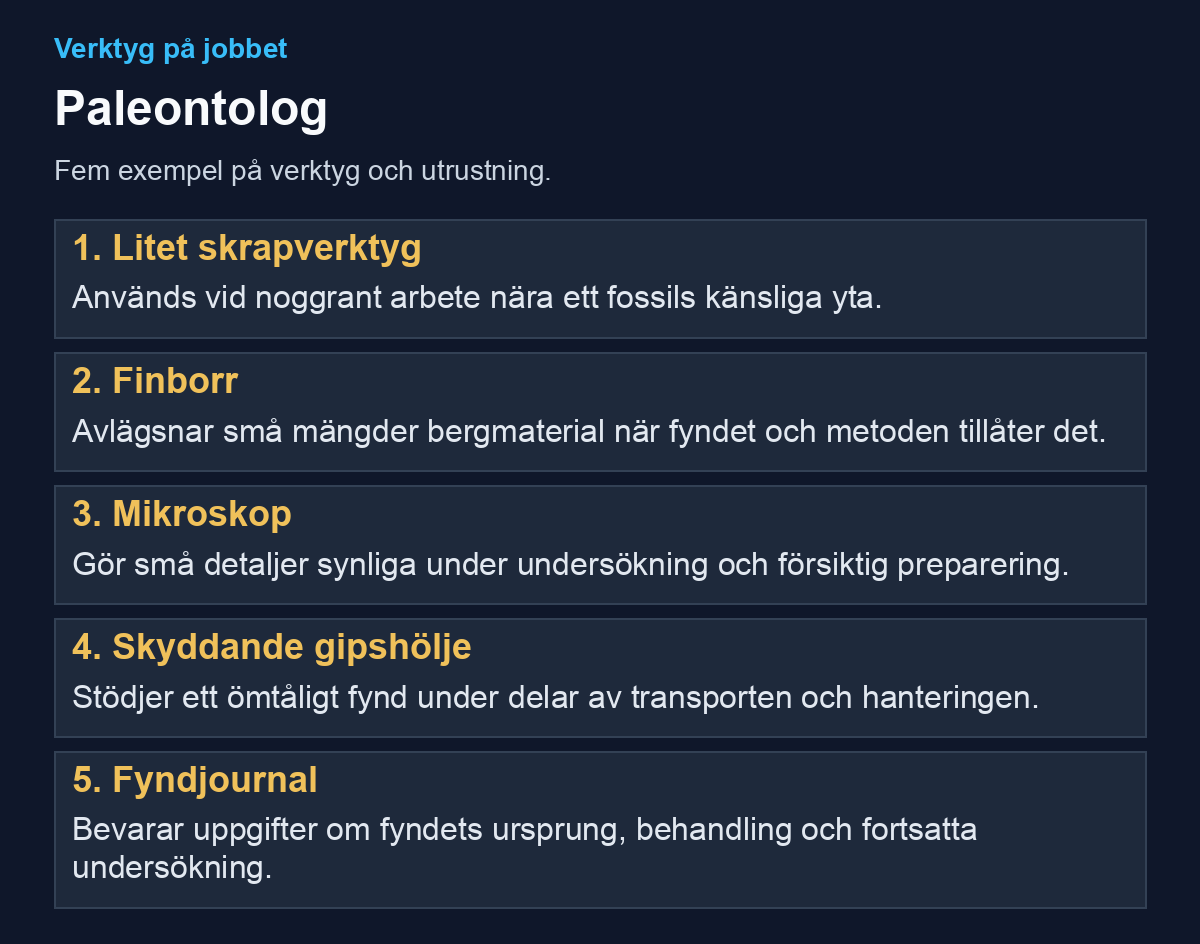 Verktyg på jobbet
Paleontolog
Fem exempel på verktyg och utrustning.
1. Litet skrapverktyg
Används vid noggrant arbete nära ett fossils känsliga yta.
2. Finborr
Avlägsnar små mängder bergmaterial när fyndet och metoden tillåter det.
3. Mikroskop
Gör små detaljer synliga under undersökning och försiktig preparering.
4. Skyddande gipshölje
Stödjer ett ömtåligt fynd under delar av transporten och hanteringen.
5. Fyndjournal
Bevarar uppgifter om fyndets ursprung, behandling och fortsatta
undersökning.